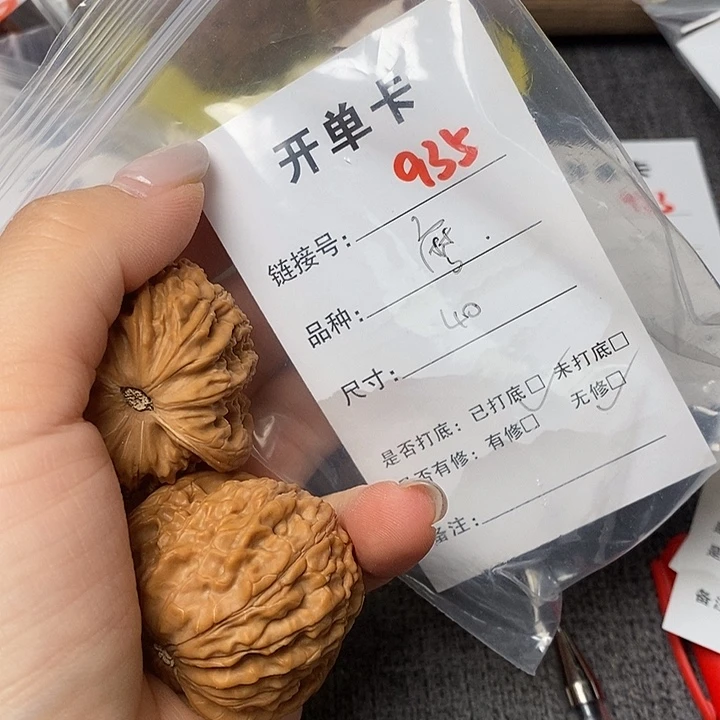 开单卡
935
链接号:
品种:
尺寸: 40
是否打底: 已打底□ 未打底□
是否有修: 有修□ 无修□
备注: